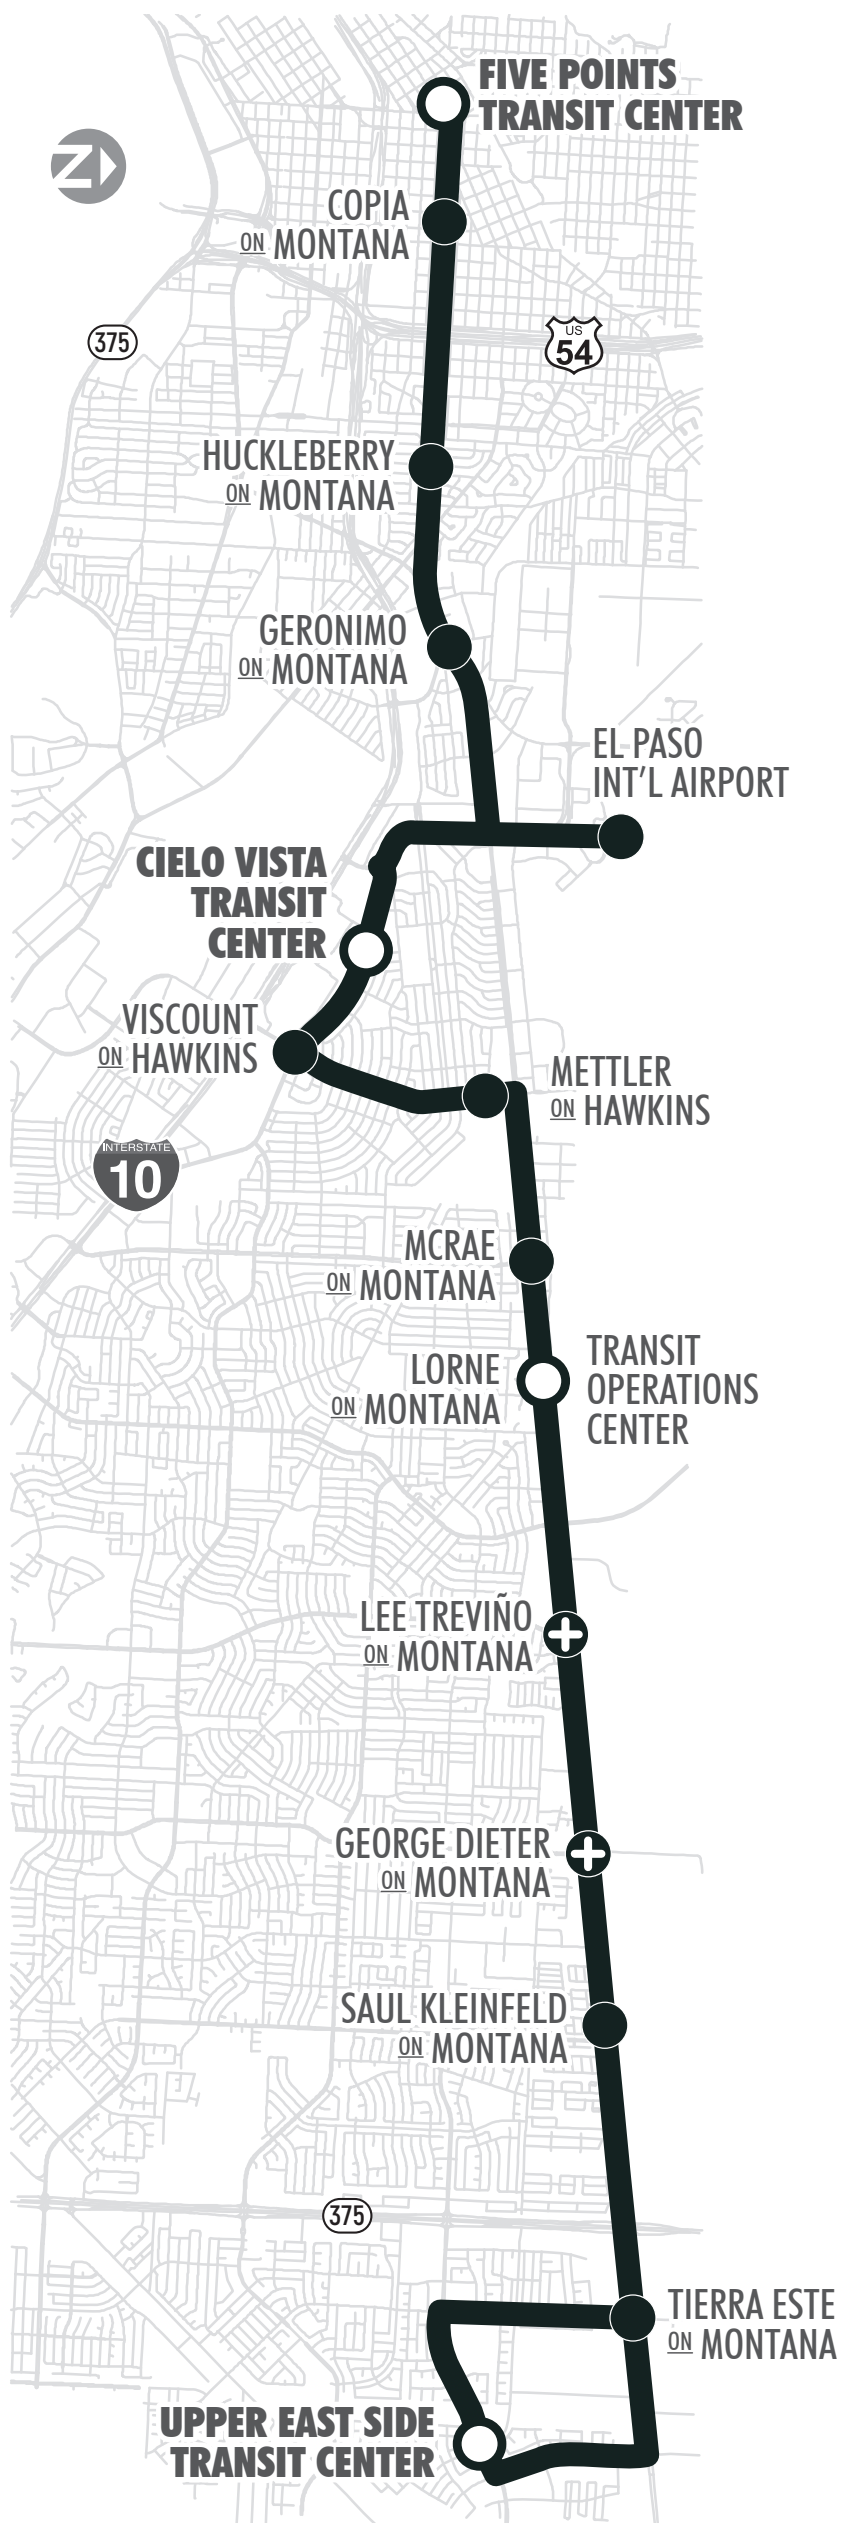 FIVE POINTS
TRANSIT CENTER
Z
COPIA
ON MONTANA
375
US
54
HUCKLEBERRY
ON MONTANA
GERONIMO
ON MONTANA
EL PASO
INT'L AIRPORT
CIELO VISTA
TRANSIT
CENTER
VISCOUNT
ON HAWKINS
METTLER
ON HAWKINS
INTERSTATE
10
MCRAE
ON MONTANA
LORNE
ON MONTANA
TRANSIT
OPERATIONS
CENTER
LEE TREVIÑO
ON MONTANA
GEORGE DIETER
ON MONTANA
SAUL KLEINFELD
ON MONTANA
375
TIERRA ESTE
ON MONTANA
UPPER EAST SIDE
TRANSIT CENTER